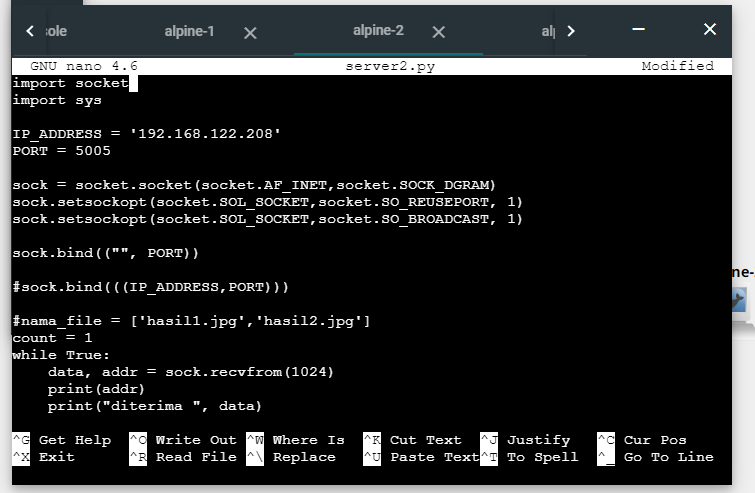 sole alpine-1 alpine-2
GNU nano 4.6 server2.py Modified
import socket
import sys
IP_ADDRESS = '192.168.122.208'
PORT = 5005
sock = socket.socket(socket.AF_INET,socket.SOCK_DGRAM)
sock.setsockopt(socket.SOL_SOCKET,socket.SO_REUSEPORT, 1)
sock.setsockopt(socket.SOL_SOCKET,socket.SO_BROADCAST, 1)
sock.bind(("", PORT))
#sock.bind(((IP_ADDRESS,PORT)))
#nama_file = ['hasil1.jpg','hasil2.jpg']
count = 1
while True:
    data, addr = sock.recvfrom(1024)
    print(addr)
    print("diterima ", data)
^G Get Help ^O Write Out ^W Where Is ^K Cut Text ^J Justify ^C Cur Pos
^X Exit ^R Read File ^\ Replace ^U Paste Text ^T To Spell ^_ Go To Line
ne-